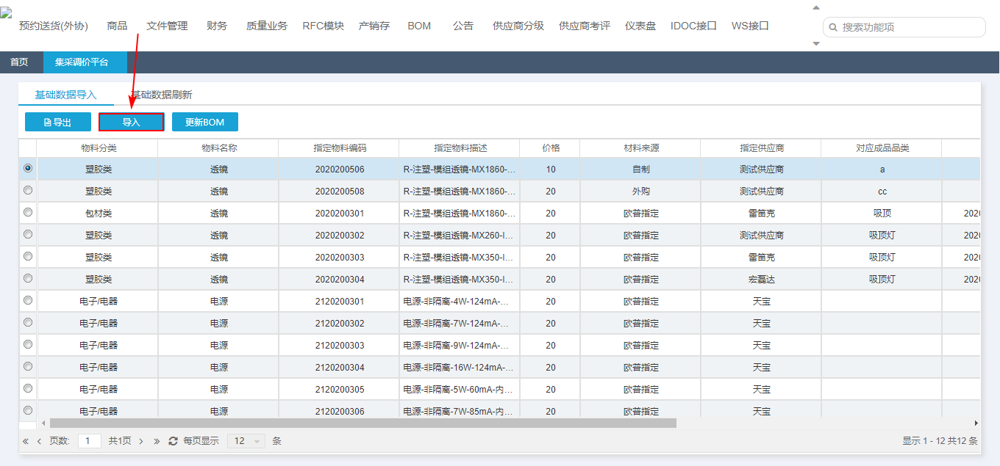 预约送货(外协) 商品 文件管理 财务 质量业务 RFC模块 产销存 BOM 公告 供应商分级 供应商考评 仪表盘 IDOC接口 WS接口 搜索功能项
首页 集采调价平台
基础数据导入 基础数据刷新
导出 导入 更新BOM
物料分类 物料名称 指定物料编码 指定物料描述 价格 材料来源 指定供应商 对应成品品类
塑胶类 透镜 2020200506 R-注塑-模组透镜-MX1860-... 10 自制 测试供应商 a
塑胶类 透镜 2020200508 R-注塑-模组透镜-MX1860-... 20 外购 测试供应商 cc
包材类 透镜 2020200301 R-注塑-模组透镜-MX1860-... 20 欧普指定 雷笛克 吸顶 2020
塑胶类 透镜 2020200302 R-注塑-模组透镜-MX260-I... 20 欧普指定 测试供应商 吸顶灯 2020
塑胶类 透镜 2020200303 R-注塑-模组透镜-MX350-I... 20 欧普指定 雷笛克 吸顶灯 2020
塑胶类 透镜 2020200304 R-注塑-模组透镜-MX350-I... 20 欧普指定 宏磊达 吸顶灯 2020
电子/电器 电源 2120200301 电源-非隔离-4W-124mA-... 20 欧普指定 天宝
电子/电器 电源 2120200302 电源-非隔离-7W-124mA-... 20 欧普指定 天宝
电子/电器 电源 2120200303 电源-非隔离-9W-124mA-... 20 欧普指定 天宝
电子/电器 电源 2120200304 电源-非隔离-16W-124mA-... 20 欧普指定 天宝
电子/电器 电源 2120200305 电源-非隔离-5W-60mA-内... 20 欧普指定 天宝
电子/电器 电源 2120200306 电源-非隔离-7W-85mA-内... 20 欧普指定 天宝
« ‹ 页数: 1 共1页 › » 每页显示 12 条 显示 1 - 12 共12 条